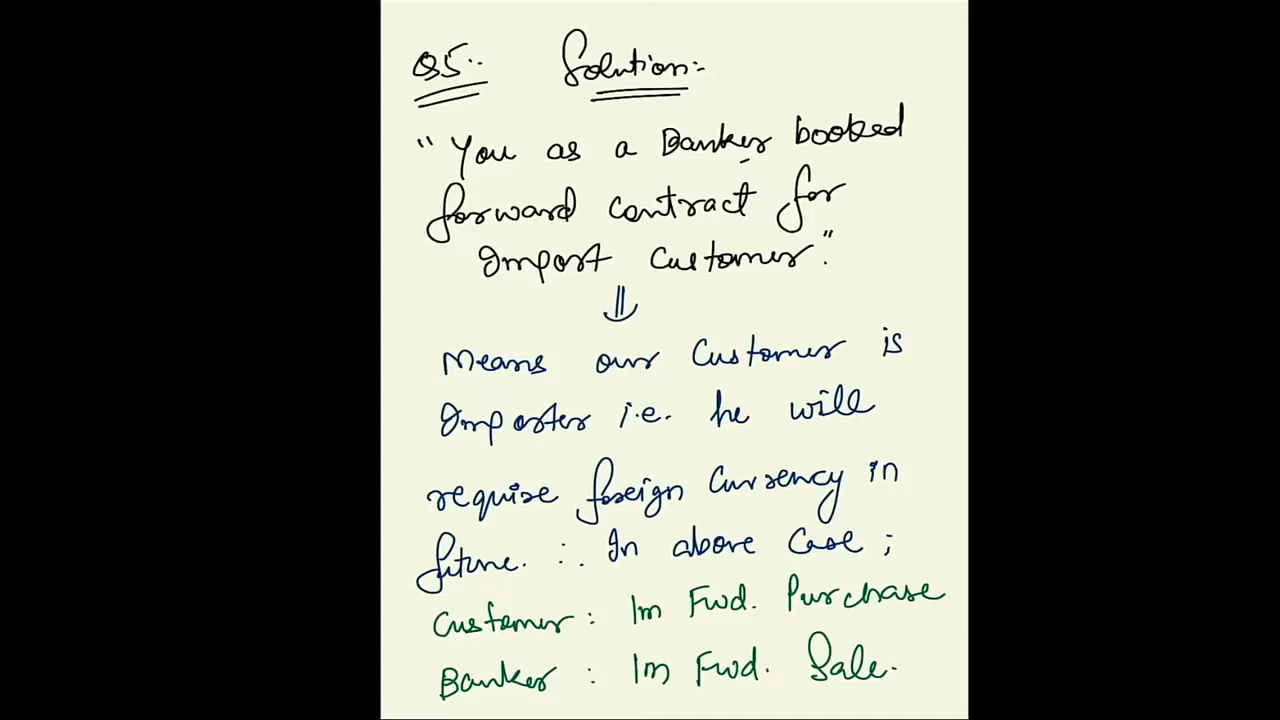 Q5:- Solution:-
"You as a Banker booked
forward contract for
Import Customer."
⇓
Means our Customer is
Importer i.e. he will
require foreign Currency in
future. ∴ In above Case ;
Customer : 1m Fwd. Purchase
Banker : 1m Fwd. Sale.